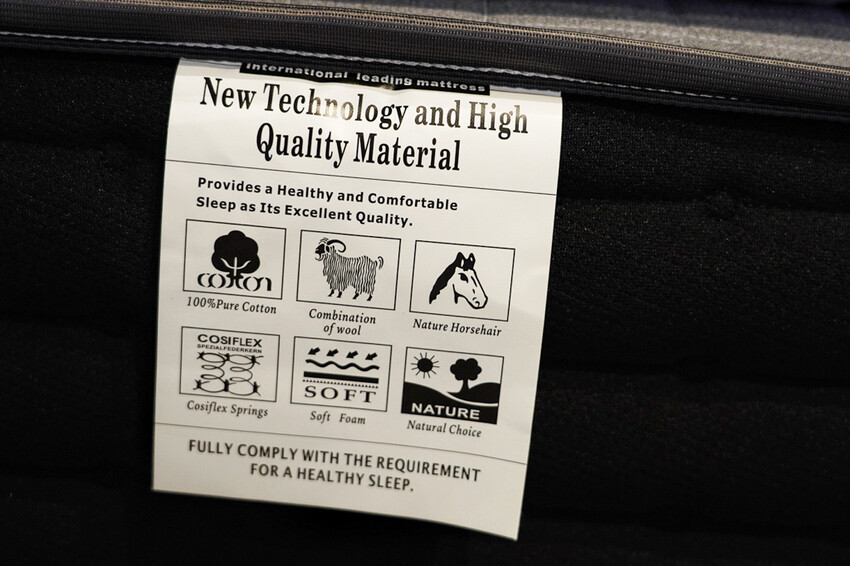 international leading mattress
New Technology and High
Quality Material
Provides a Healthy and Comfortable
Sleep as Its Excellent Quality.
cotton
100%Pure Cotton
Combination
of wool
Nature Horsehair
COSIFLEX
SPEZIALFEDERKERN
Cosiflex Springs
SOFT
Soft Foam
NATURE
Natural Choice
FULLY COMPLY WITH THE REQUIREMENT
FOR A HEALTHY SLEEP.